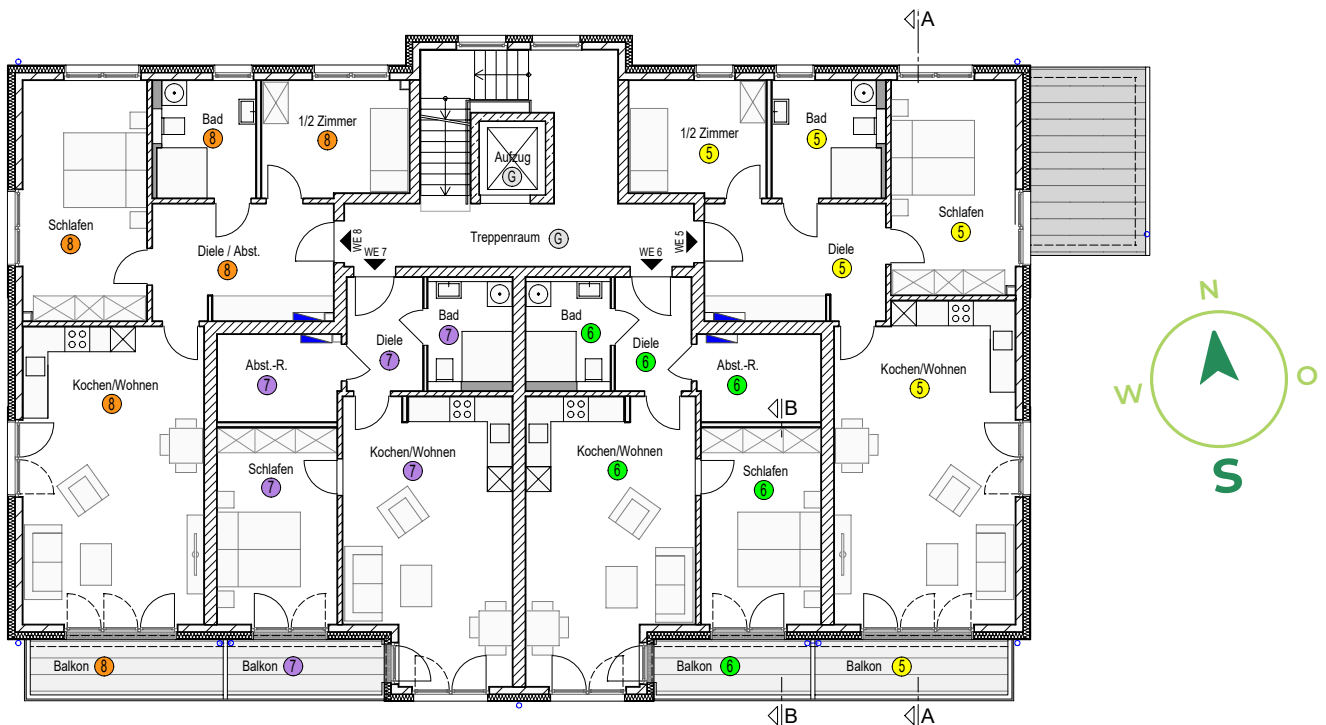 A
Bad
8
1/2 Zimmer
8
1/2 Zimmer
5
Bad
5
Aufzug
G
Schlafen
8
Schlafen
5
Diele / Abst.
8
WE 8
WE 7
Treppenraum G
WE 6
WE 5
Diele
5
N
W
O
S
Bad
7
Bad
6
Diele
7
Diele
6
Abst.-R.
7
Abst.-R.
6
Kochen/Wohnen
8
Kochen/Wohnen
5
B
Kochen/Wohnen
7
Kochen/Wohnen
6
Schlafen
7
Schlafen
6
Balkon 8
Balkon 7
Balkon 6
Balkon 5
B
A